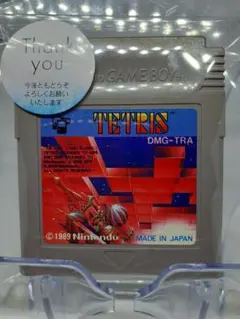 Thank
you
今後ともどうぞ
よろしくお願い
いたします
GAME BOY
TETRIS
DMG-TRA
©1989 Nintendo
MADE IN JAPAN